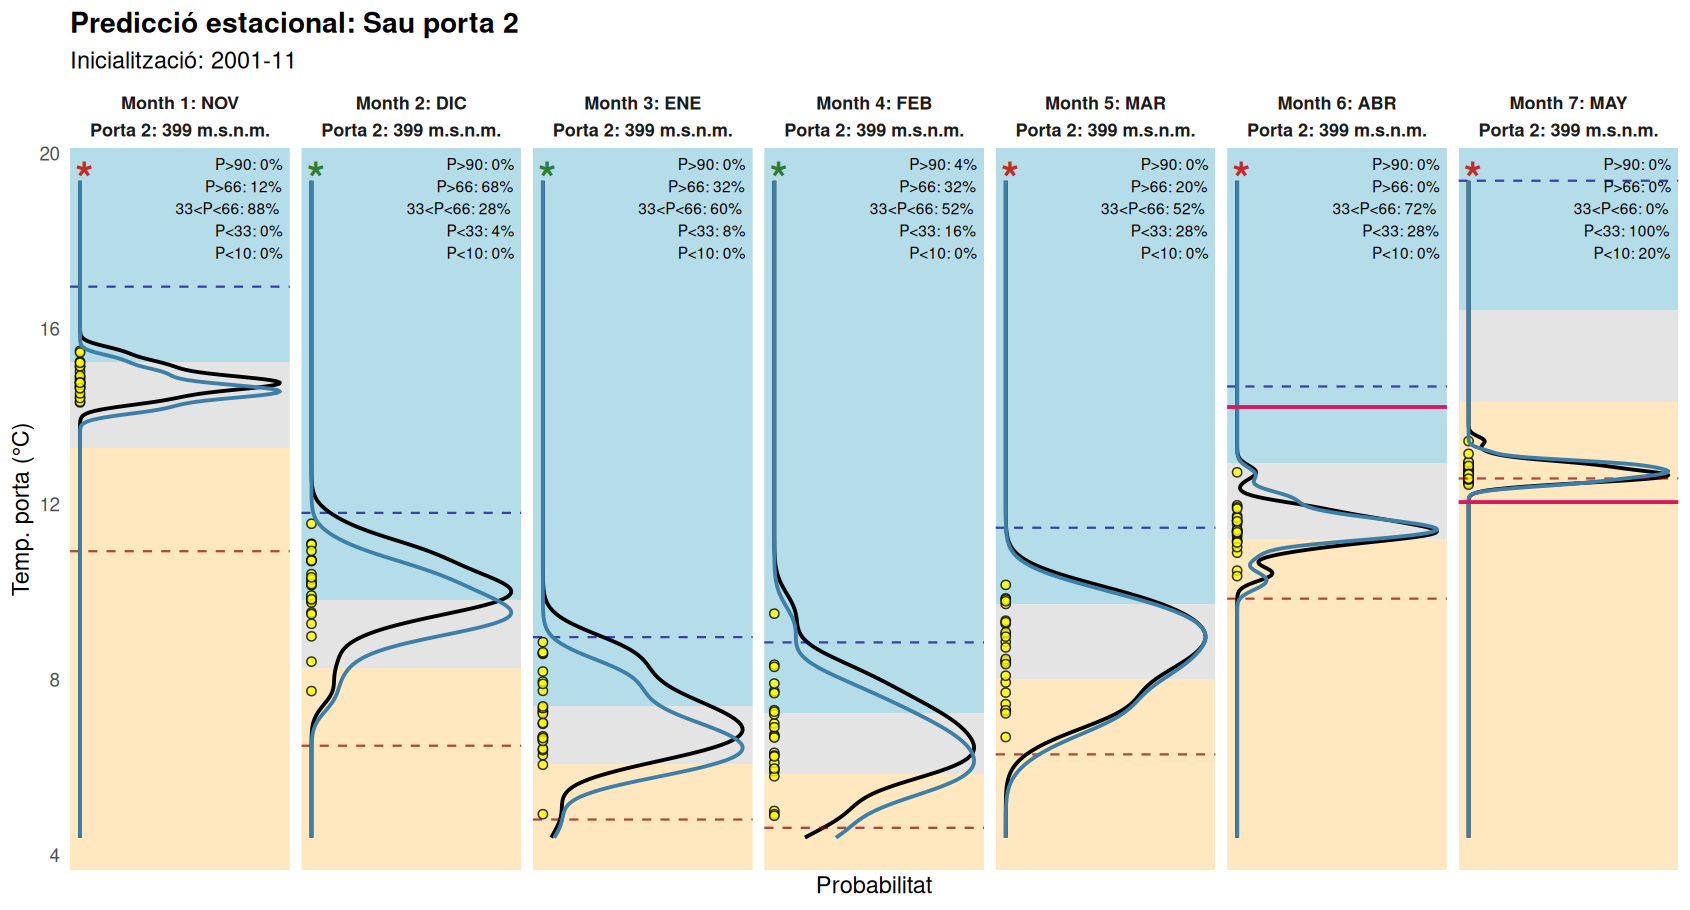 Predicció estacional: Sau porta 2
Inicialització: 2001-11
Month 1: NOV
Porta 2: 399 m.s.n.m.
Month 2: DIC
Porta 2: 399 m.s.n.m.
Month 3: ENE
Porta 2: 399 m.s.n.m.
Month 4: FEB
Porta 2: 399 m.s.n.m.
Month 5: MAR
Porta 2: 399 m.s.n.m.
Month 6: ABR
Porta 2: 399 m.s.n.m.
Month 7: MAY
Porta 2: 399 m.s.n.m.
Temp. porta (°C)
20
16
12
8
4
*
P>90: 0%
P>66: 12%
33<P<66: 88%
P<33: 0%
P<10: 0%
*
P>90: 0%
P>66: 68%
33<P<66: 28%
P<33: 4%
P<10: 0%
*
P>90: 0%
P>66: 32%
33<P<66: 60%
P<33: 8%
P<10: 0%
*
P>90: 4%
P>66: 32%
33<P<66: 52%
P<33: 16%
P<10: 0%
*
P>90: 0%
P>66: 20%
33<P<66: 52%
P<33: 28%
P<10: 0%
*
P>90: 0%
P>66: 0%
33<P<66: 72%
P<33: 28%
P<10: 0%
*
P>90: 0%
P>66: 0%
33<P<66: 0%
P<33: 100%
P<10: 20%
Probabilitat